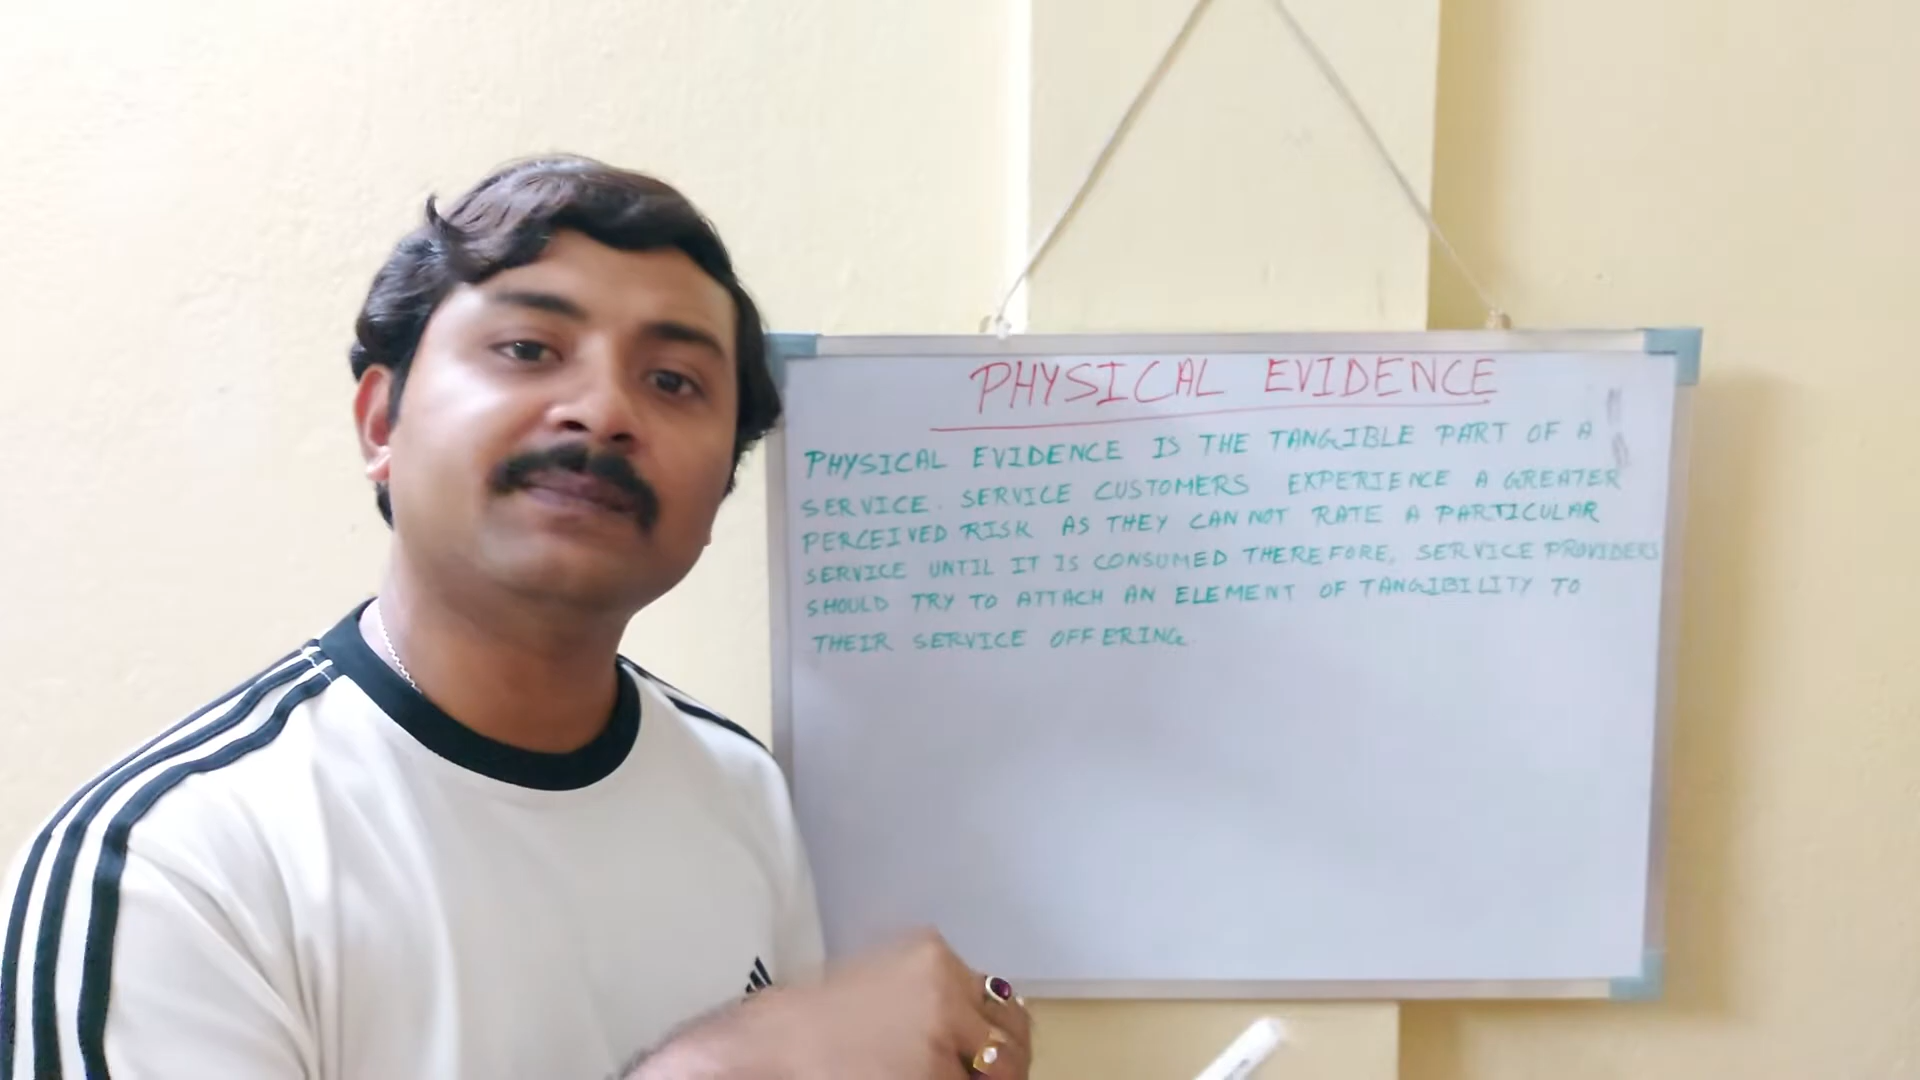 PHYSICAL EVIDENCE
PHYSICAL EVIDENCE IS THE TANGIBLE PART OF A
SERVICE. SERVICE CUSTOMERS EXPERIENCE A GREATER
PERCEIVED RISK AS THEY CAN NOT RATE A PARTICULAR
SERVICE UNTIL IT IS CONSUMED THEREFORE, SERVICE PROVIDERS
SHOULD TRY TO ATTACH AN ELEMENT OF TANGIBILITY TO
THEIR SERVICE OFFERING.